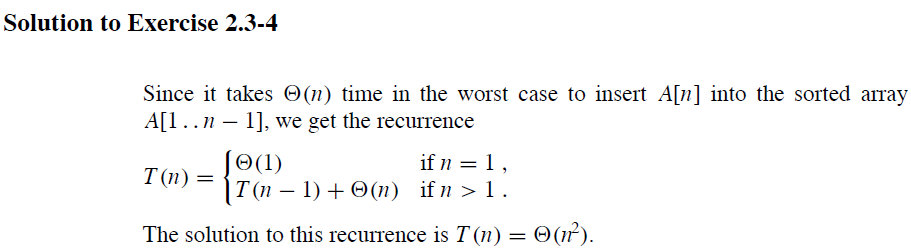 Solution to Exercise 2.3-4
Since it takes Θ(n) time in the worst case to insert A[n] into the sorted array
A[1 . . n − 1], we get the recurrence
T(n) = { Θ(1) if n = 1 ,
T(n − 1) + Θ(n) if n > 1 .
The solution to this recurrence is T(n) = Θ(n²).